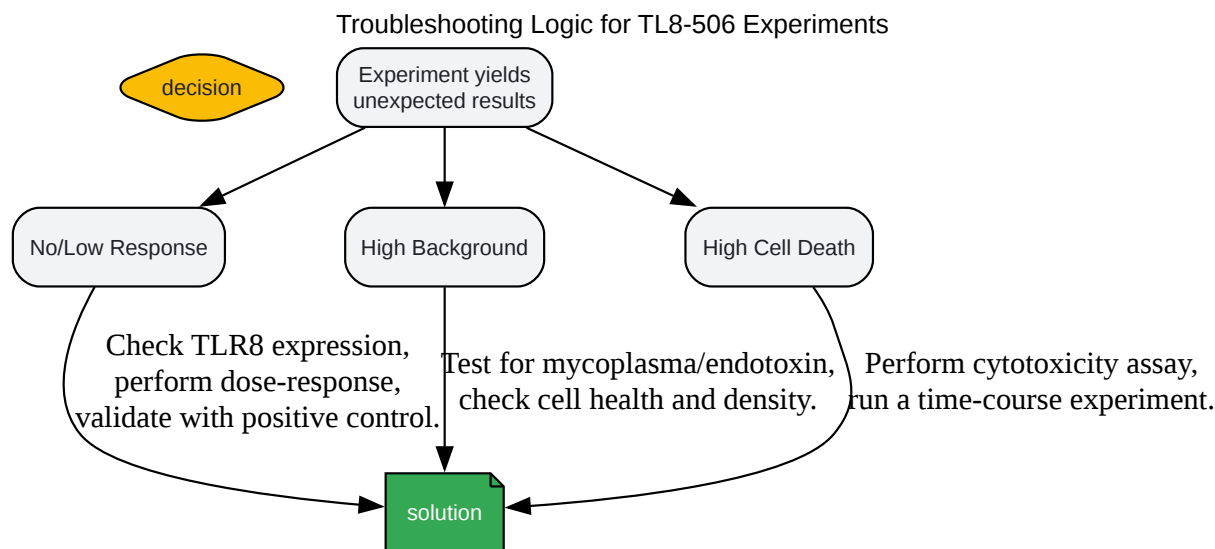 Troubleshooting Logic for TL8-506 Experiments
decision
Experiment yields
unexpected results
No/Low Response
High Background
High Cell Death
Check TLR8 expression,
perform dose-response,
validate with positive control.
Test for mycoplasma/endotoxin,
check cell health and density.
Perform cytotoxicity assay,
run a time-course experiment.
solution